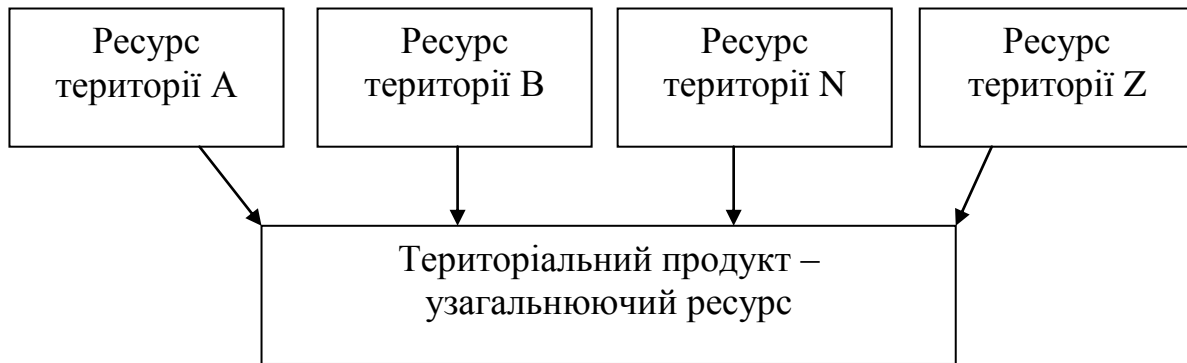 Ресурс
території A
Ресурс
території B
Ресурс
території N
Ресурс
території Z
Територіальний продукт –
узагальнюючий ресурс